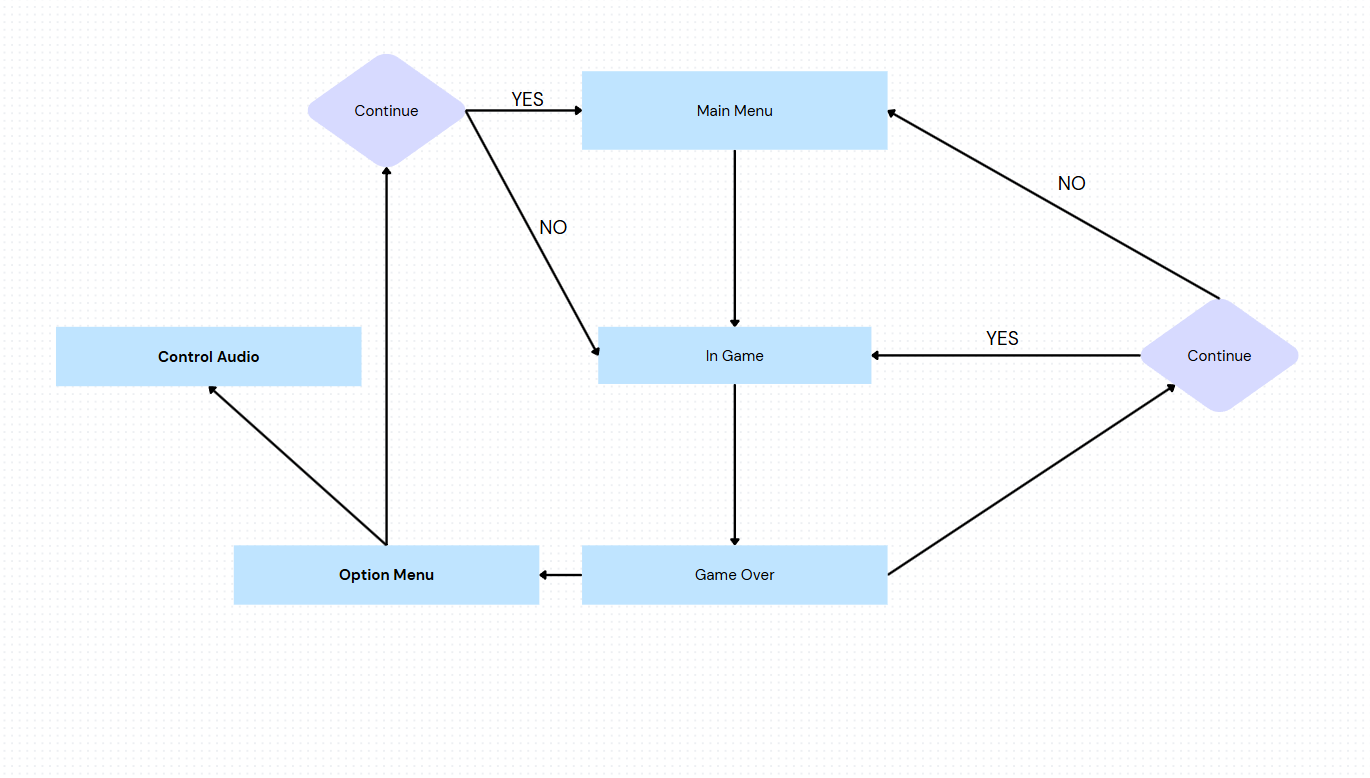 YES
Continue
Main Menu
NO
NO
YES
Control Audio
In Game
Continue
Option Menu
Game Over